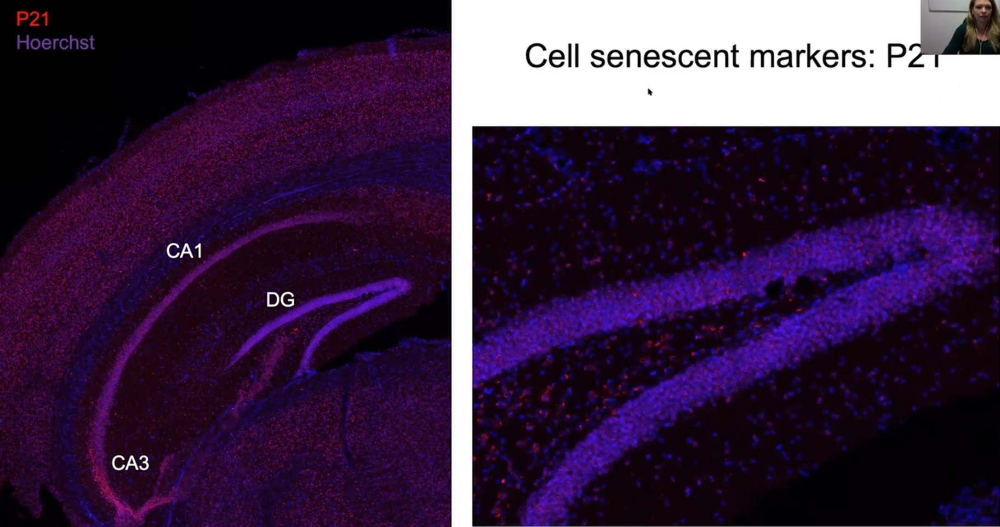 P21
Hoerchst
Cell senescent markers: P21
CA1
DG
CA3